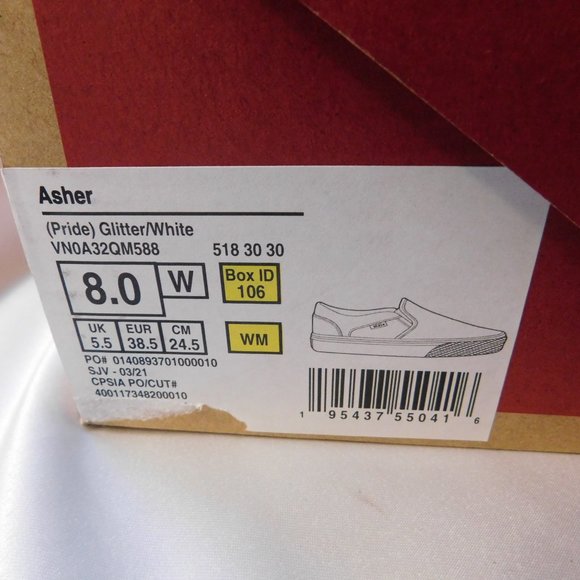 Asher
(Pride) Glitter/White
VN0A32QM588 518 30 30
8.0 W Box ID 106
UK 5.5 EUR 38.5 CM 24.5 WM
PO# 0140893701000010
SJV - 03/21
CPSIA PO/CUT#
400117348200010
1 95437 55041 6